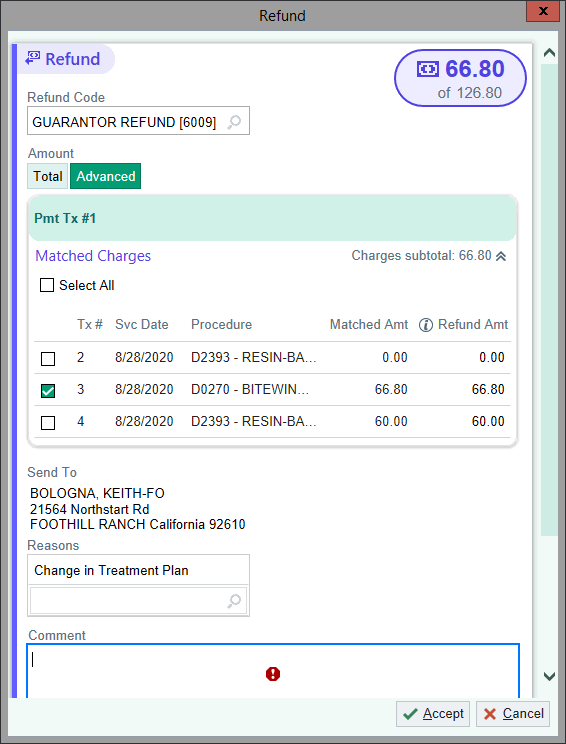 Refund
x
Refund
66.80
of 126.80
Refund Code
GUARANTOR REFUND [6009]
Amount
Total Advanced
Pmt Tx #1
Matched Charges Charges subtotal: 66.80
Select All
Tx # Svc Date Procedure Matched Amt i Refund Amt
2 8/28/2020 D2393 - RESIN-BA... 0.00 0.00
3 8/28/2020 D0270 - BITEWIN... 66.80 66.80
4 8/28/2020 D2393 - RESIN-BA... 60.00 60.00
Send To
BOLOGNA, KEITH-FO
21564 Northstart Rd
FOOTHILL RANCH California 92610
Reasons
Change in Treatment Plan
Comment
Accept Cancel